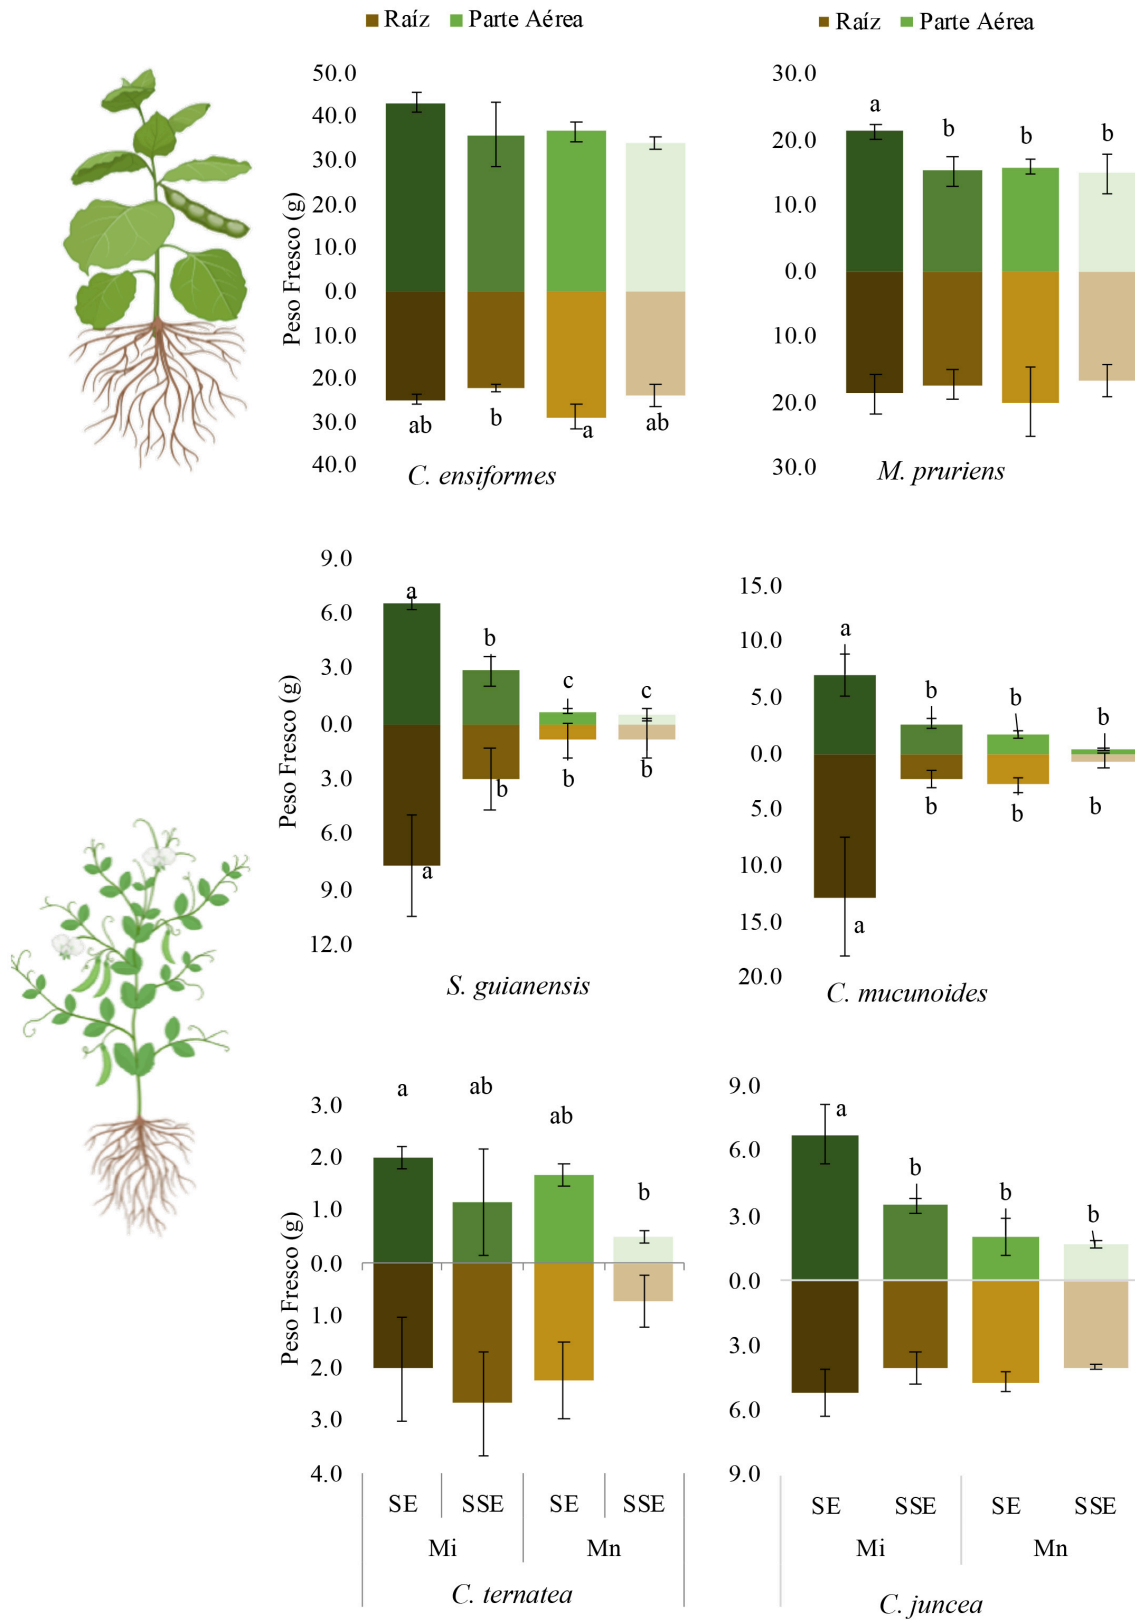 Raíz Parte Aérea
Raíz Parte Aérea
Peso Fresco (g)
50.0
40.0
30.0
20.0
10.0
0.0
10.0
20.0
30.0
40.0
ab b a ab
C. ensiformes
30.0
20.0
10.0
0.0
10.0
20.0
30.0
a b b b
M. pruriens
Peso Fresco (g)
9.0
6.0
3.0
0.0
3.0
6.0
9.0
12.0
a b c c
a b b b
S. guianensis
15.0
10.0
5.0
0.0
5.0
10.0
15.0
20.0
a b b b
a b b b
C. mucunoides
Peso Fresco (g)
3.0
2.0
1.0
0.0
1.0
2.0
3.0
4.0
a ab ab b
SE SSE SE SSE
Mi Mn
C. ternatea
9.0
6.0
3.0
0.0
3.0
6.0
9.0
a b b b
SE SSE SE SSE
Mi Mn
C. juncea